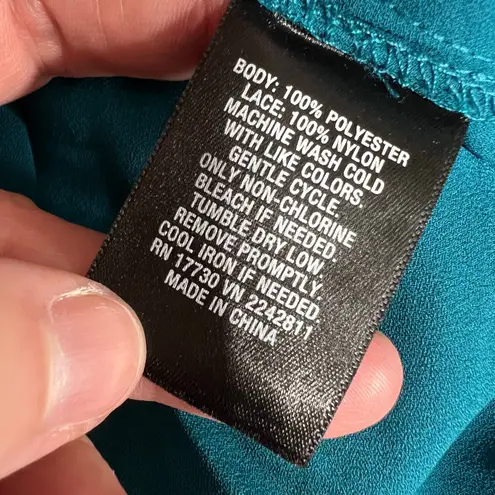 BODY: 100% POLYESTER
LACE: 100% NYLON
MACHINE WASH COLD
WITH LIKE COLORS.
GENTLE CYCLE.
ONLY NON-CHLORINE
BLEACH IF NEEDED.
TUMBLE DRY LOW
REMOVE PROMPTLY.
COOL IRON IF NEEDED.
RN 17730 VN 2242811
MADE IN CHINA